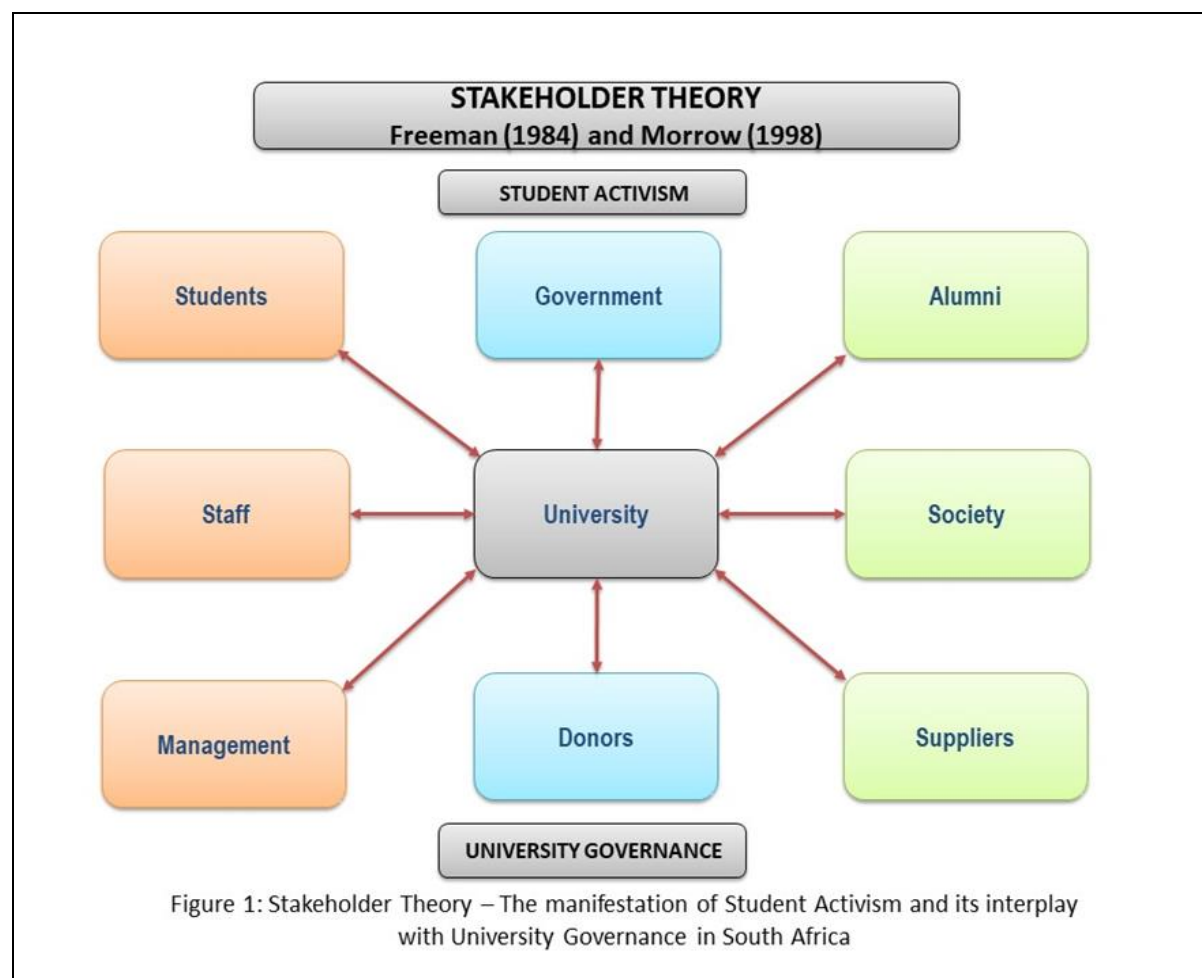 STAKEHOLDER THEORY
Freeman (1984) and Morrow (1998)
STUDENT ACTIVISM
Students
Government
Alumni
Staff
University
Society
Management
Donors
Suppliers
UNIVERSITY GOVERNANCE
Figure 1: Stakeholder Theory – The manifestation of Student Activism and its interplay
with University Governance in South Africa